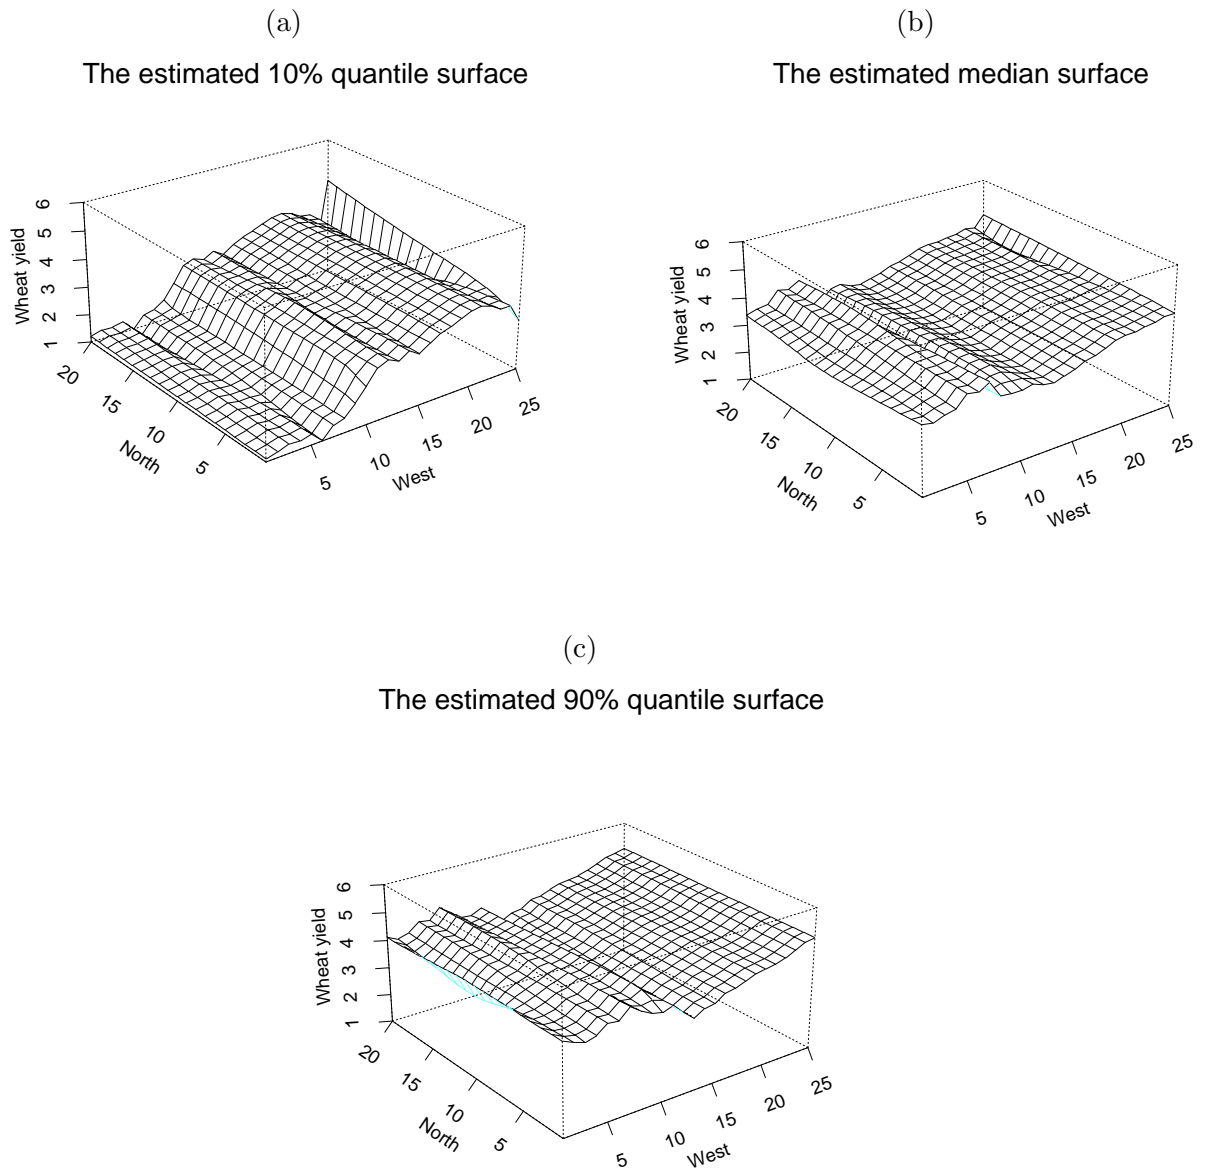 (a)
The estimated 10% quantile surface
Wheat yield
1 2 3 4 5 6
20 15 10 5
North
5 10 15 20 25
West
(b)
The estimated median surface
Wheat yield
1 2 3 4 5 6
20 15 10 5
North
5 10 15 20 25
West
(c)
The estimated 90% quantile surface
Wheat yield
1 2 3 4 5 6
20 15 10 5
North
5 10 15 20 25
West